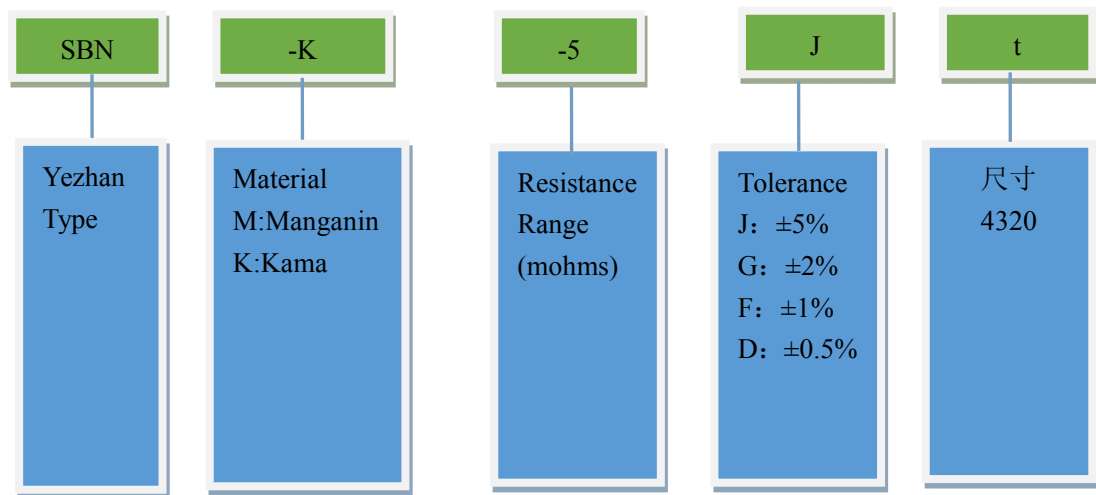 SBN
-K
-5
J
t
Yezhan
Type
Material
M:Manganin
K:Kama
Resistance
Range
(mohms)
Tolerance
J：±5%
G：±2%
F：±1%
D：±0.5%
尺寸
4320